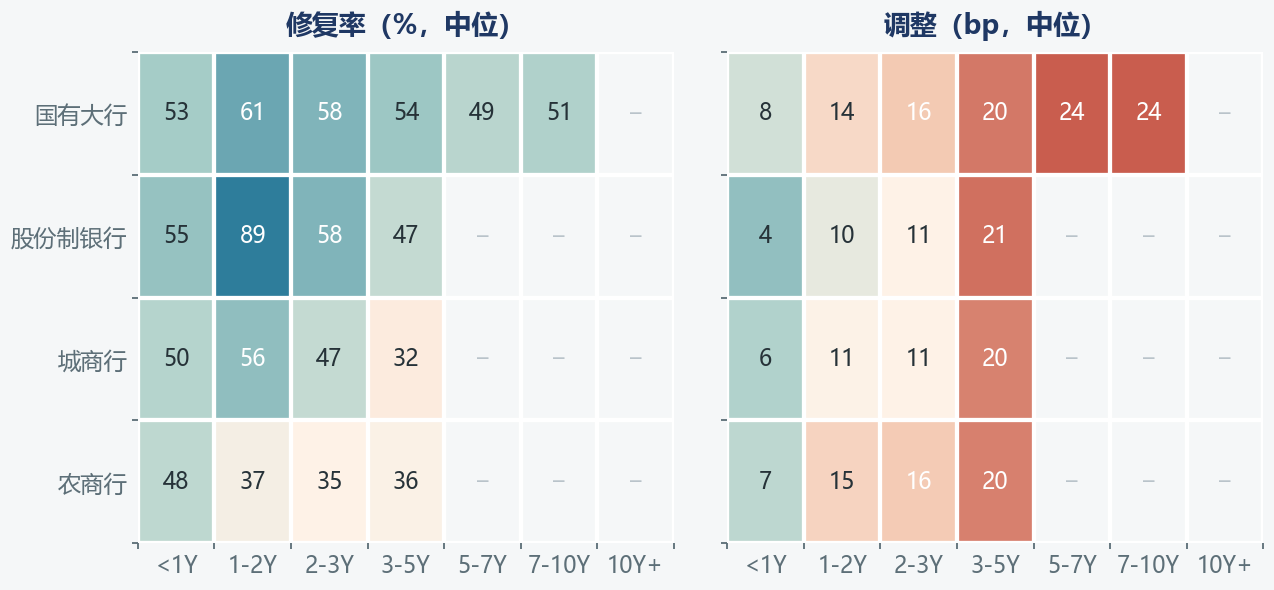 修复率（%，中位） 调整（bp，中位）
国有大行 53 61 58 54 49 51 – 8 14 16 20 24 24 –
股份制银行 55 89 58 47 – – – 4 10 11 21 – – –
城商行 50 56 47 32 – – – 6 11 11 20 – – –
农商行 48 37 35 36 – – – 7 15 16 20 – – –
<1Y 1-2Y 2-3Y 3-5Y 5-7Y 7-10Y 10Y+ <1Y 1-2Y 2-3Y 3-5Y 5-7Y 7-10Y 10Y+